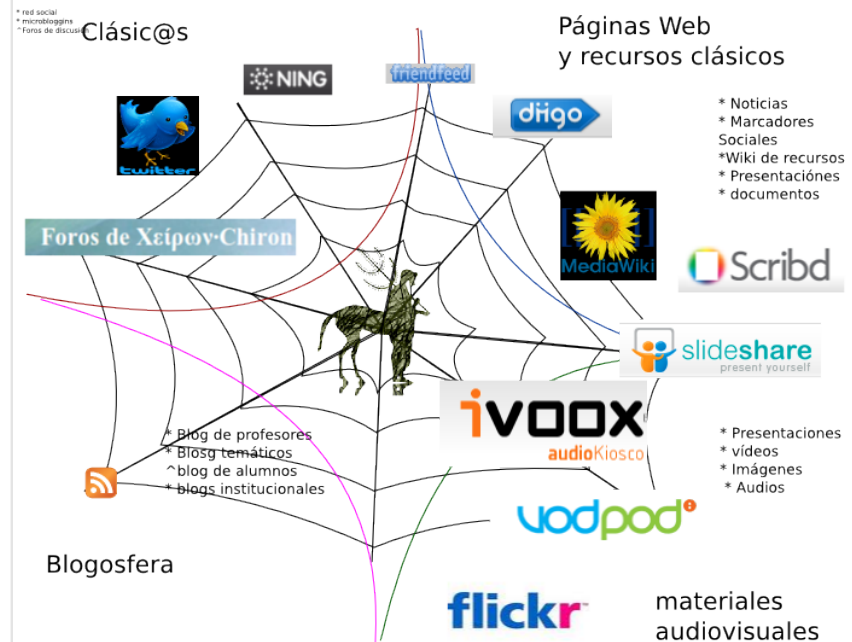 * red social
* microbloggins
^Foros de discusión
Clásic@s
Páginas Web
y recursos clásicos
NING
friendfeed
diigo
twitter
* Noticias
* Marcadores
Sociales
*Wiki de recursos
* Presentaciónes
* documentos
Foros de Χείρων·Chiron
MediaWiki
Scribd
slideshare
present yourself
ivoox
audioKiosco
* Blog de profesores
* Blosg temáticos
^blog de alumnos
* blogs institucionales
* Presentaciones
* vídeos
* Imágenes
* Audios
vodpod
Blogosfera
flickr
materiales
audiovisuales